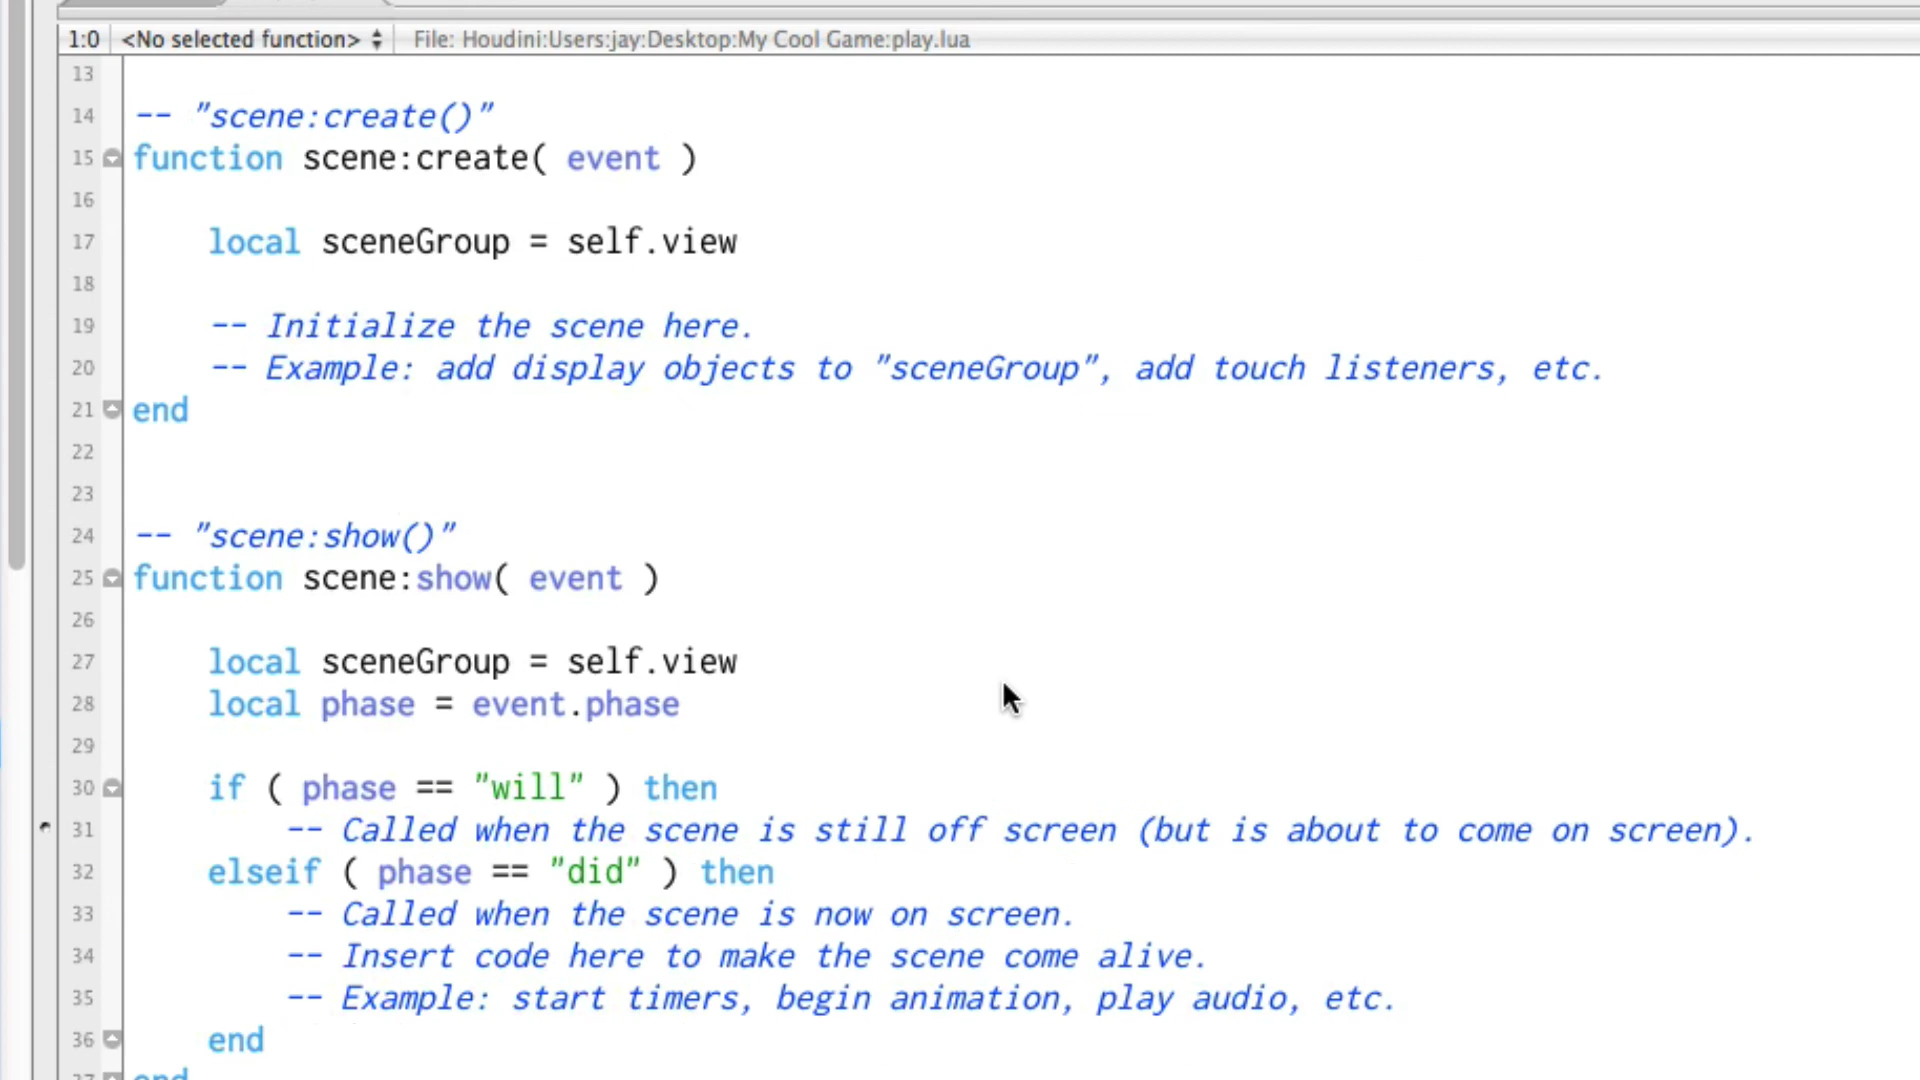 1:0 <No selected function> File: Houdini:Users:jay:Desktop:My Cool Game:play.lua
13
14 -- "scene:create()"
15 function scene:create( event )
16
17 local sceneGroup = self.view
18
19 -- Initialize the scene here.
20 -- Example: add display objects to "sceneGroup", add touch listeners, etc.
21 end
22
23
24 -- "scene:show()"
25 function scene:show( event )
26
27 local sceneGroup = self.view
28 local phase = event.phase
29
30 if ( phase == "will" ) then
31 -- Called when the scene is still off screen (but is about to come on screen).
32 elseif ( phase == "did" ) then
33 -- Called when the scene is now on screen.
34 -- Insert code here to make the scene come alive.
35 -- Example: start timers, begin animation, play audio, etc.
36 end
37 end